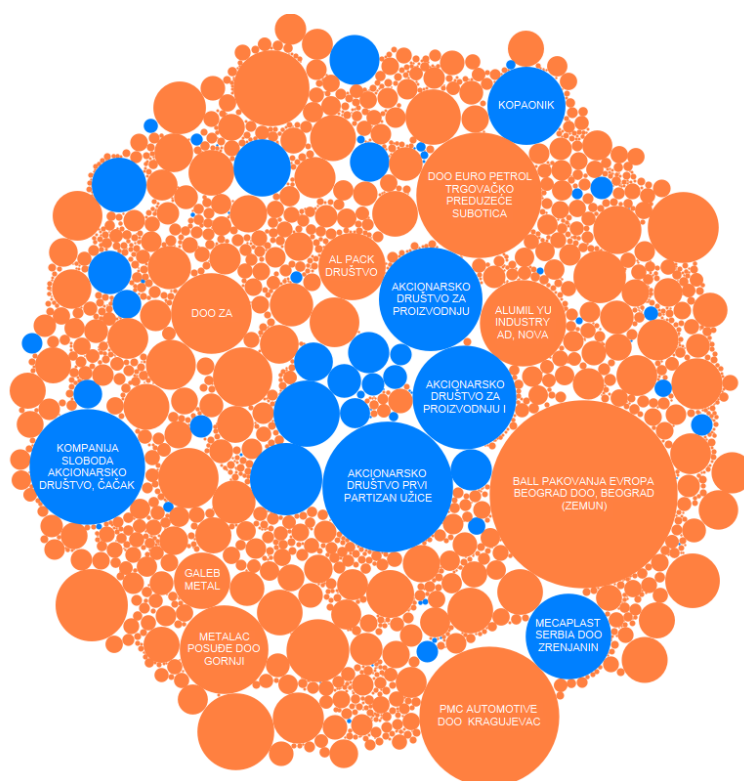 KOPAONIK
DOO EURO PETROL
TRGOVAČKO
PREDUZEĆE
SUBOTICA
AL PACK
DRUŠTVO
AKCIONARSKO
DRUŠTVO ZA
PROIZVODNJU
DOO ZA
ALUMIL YU
INDUSTRY
AD, NOVA
AKCIONARSKO
DRUŠTVO ZA
PROIZVODNJU I
KOMPANIJA
SLOBODA
AKCIONARSKO
DRUŠTVO, ČAČAK
AKCIONARSKO
DRUŠTVO PRVI
PARTIZAN UŽICE
BALL PAKOVANJA EVROPA
BEOGRAD DOO, BEOGRAD
(ZEMUN)
GALEB
METAL
METALAC
POSUĐE DOO
GORNJI
MECAPLAST
SERBIA DOO
ZRENJANIN
PMC AUTOMOTIVE
DOO KRAGUJEVAC